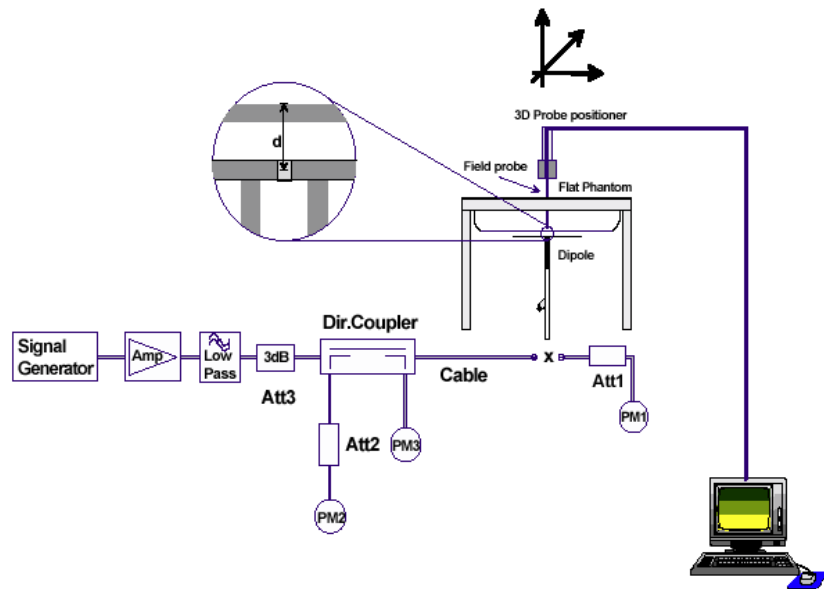 3D Probe positioner
d
Field probe
Flat Phantom
Dipole
Dir.Coupler
Signal
Generator
Amp
Low
Pass
3dB
Att3
Cable
x
Att1
PM1
Att2
PM3
PM2